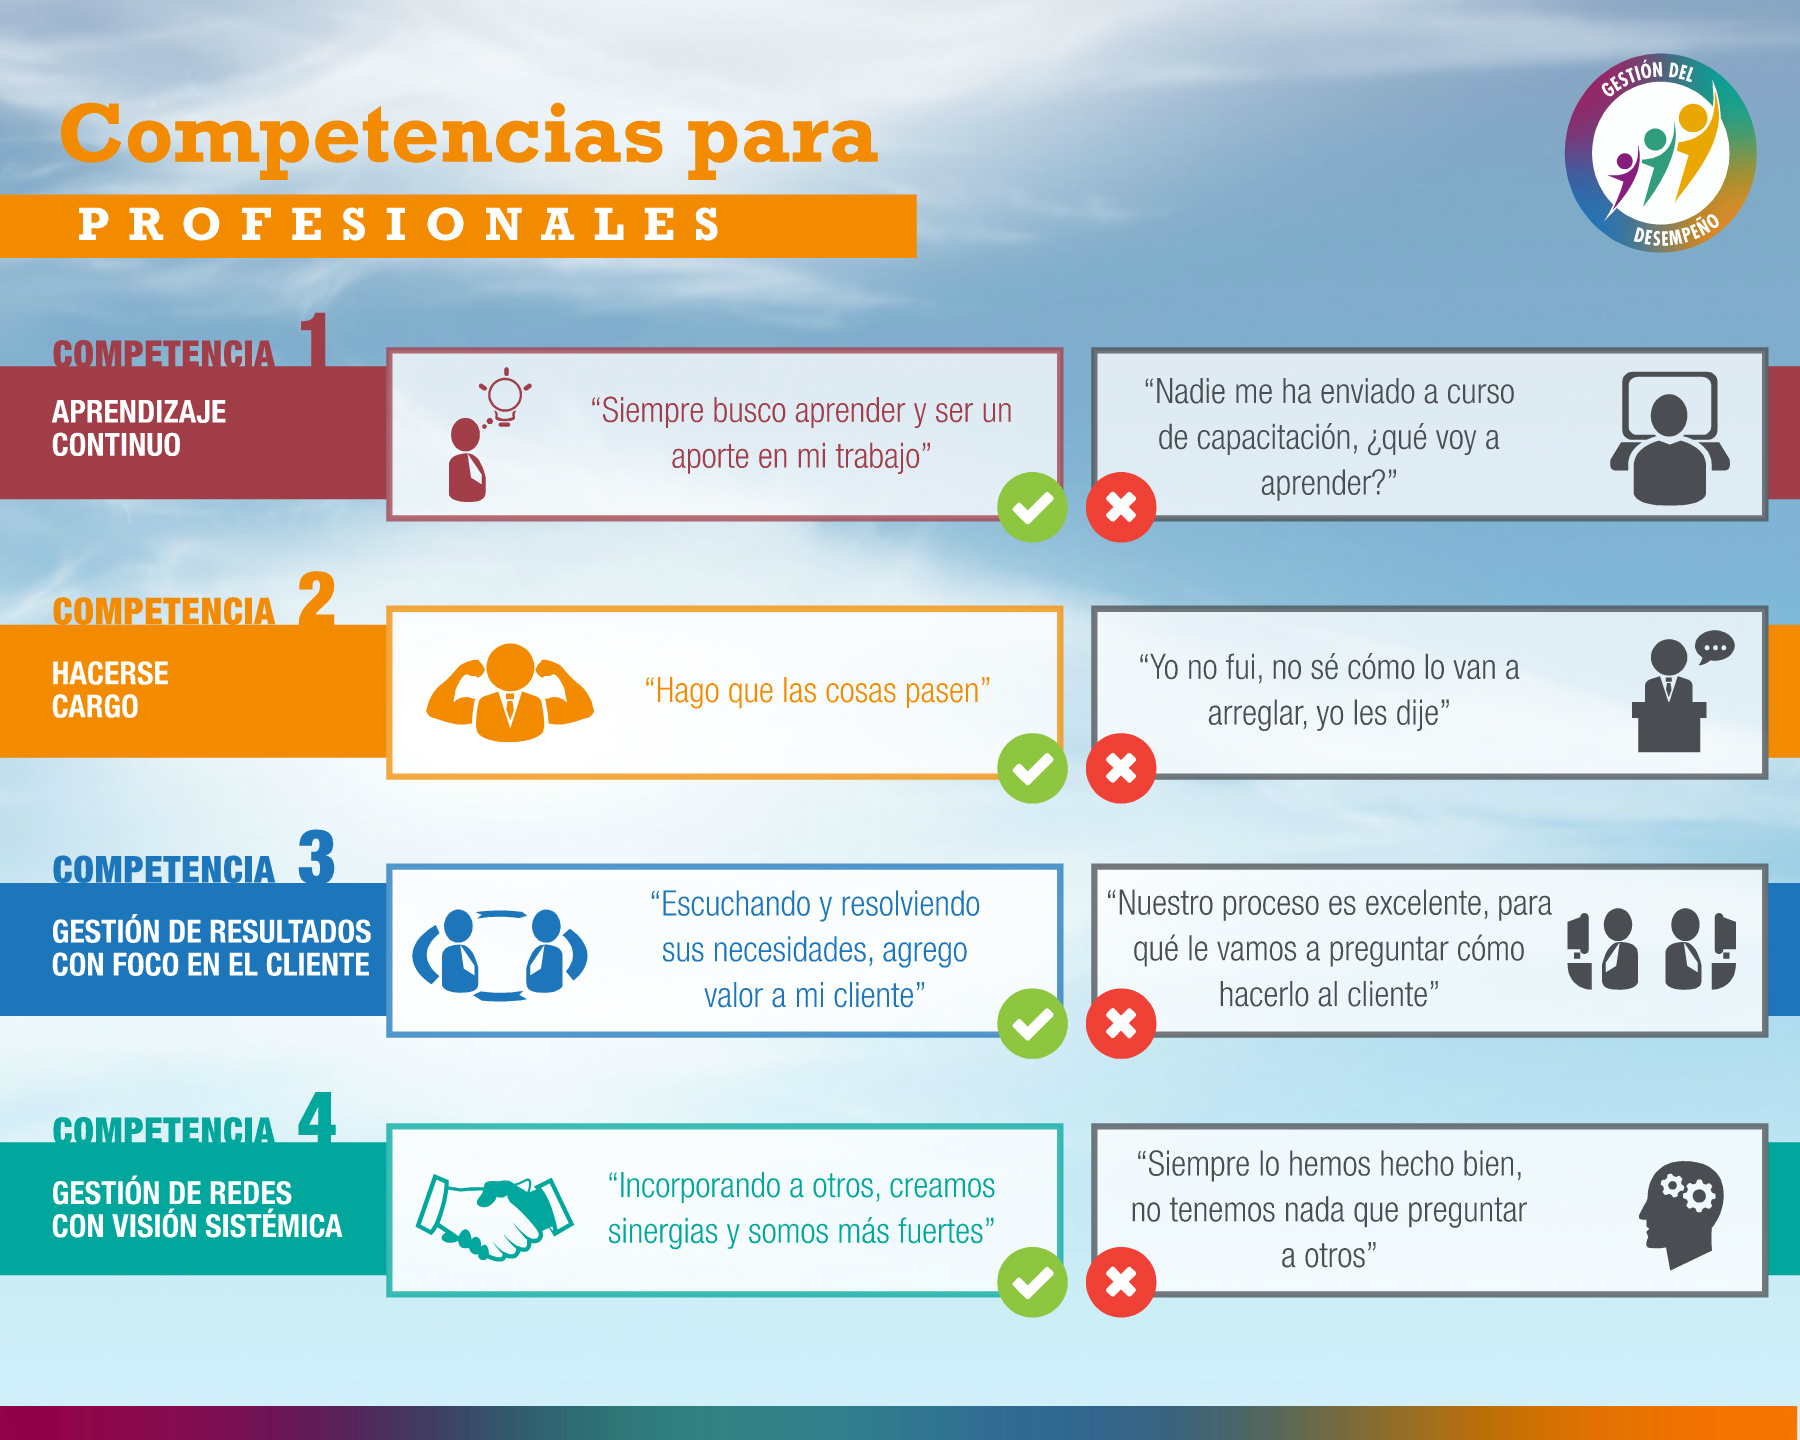 Competencias para
PROFESIONALES
GESTIÓN DEL
DESEMPEÑO
COMPETENCIA 1
APRENDIZAJE
CONTINUO
“Siempre busco aprender y ser un
aporte en mi trabajo”
“Nadie me ha enviado a curso
de capacitación, ¿qué voy a
aprender?”
COMPETENCIA 2
HACERSE
CARGO
“Hago que las cosas pasen”
“Yo no fui, no sé cómo lo van a
arreglar, yo les dije”
COMPETENCIA 3
GESTIÓN DE RESULTADOS
CON FOCO EN EL CLIENTE
“Escuchando y resolviendo
sus necesidades, agrego
valor a mi cliente”
“Nuestro proceso es excelente, para
qué le vamos a preguntar cómo
hacerlo al cliente”
COMPETENCIA 4
GESTIÓN DE REDES
CON VISIÓN SISTÉMICA
“Incorporando a otros, creamos
sinergias y somos más fuertes”
“Siempre lo hemos hecho bien,
no tenemos nada que preguntar
a otros”